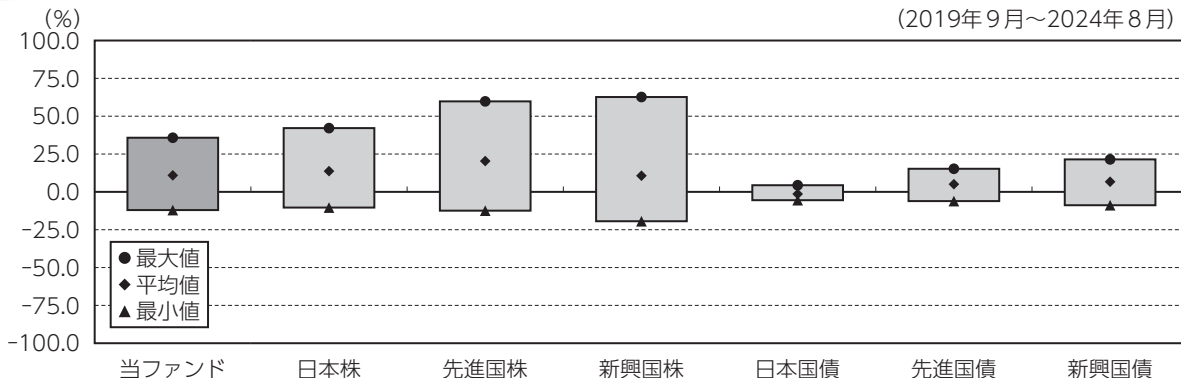 (%)
(2019年9月～2024年8月)
100.0
75.0
50.0
25.0
0.0
-25.0
-50.0
-75.0
-100.0
● 最大値
◆ 平均値
▲ 最小値
当ファンド 日本株 先進国株 新興国株 日本国債 先進国債 新興国債